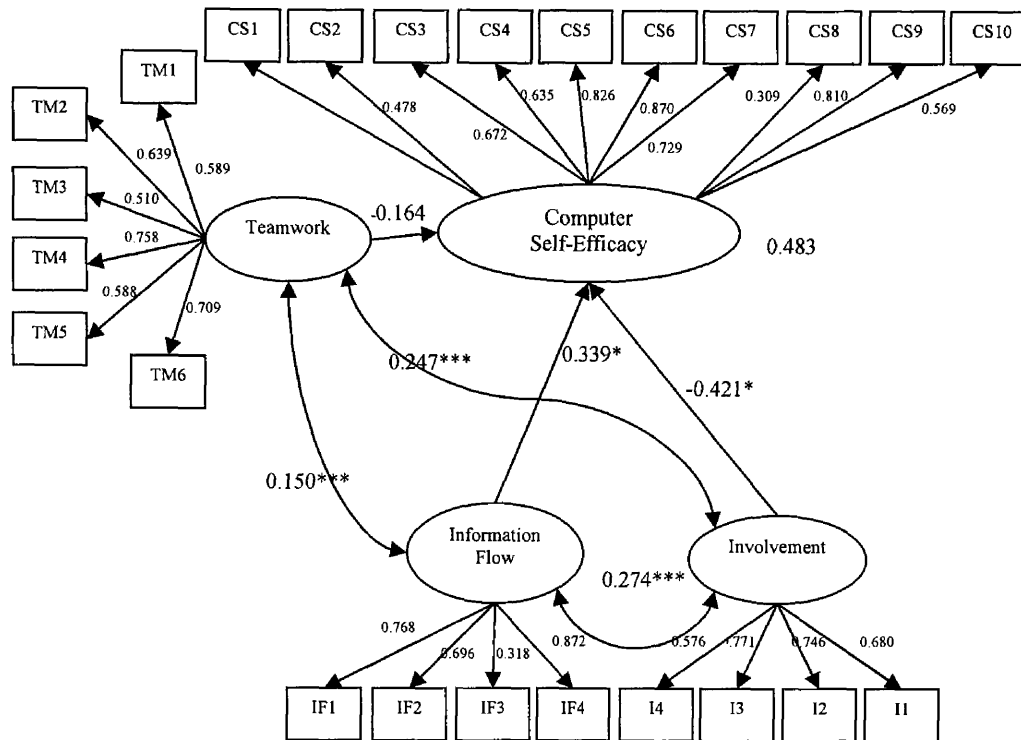 CS1
CS2
CS3
CS4
CS5
CS6
CS7
CS8
CS9
CS10
TM1
TM2
0.478
0.635
0.826
0.870
0.309
0.810
0.569
0.672
0.729
0.639
0.589
TM3
0.510
Teamwork
-0.164
Computer
Self-Efficacy
0.483
TM4
0.758
0.588
0.709
TM5
TM6
0.247***
0.339*
-0.421*
0.150***
Information
Flow
Involvement
0.274***
0.768
0.696
0.318
0.872
0.576
0.771
0.746
0.680
IF1
IF2
IF3
IF4
I4
I3
I2
I1